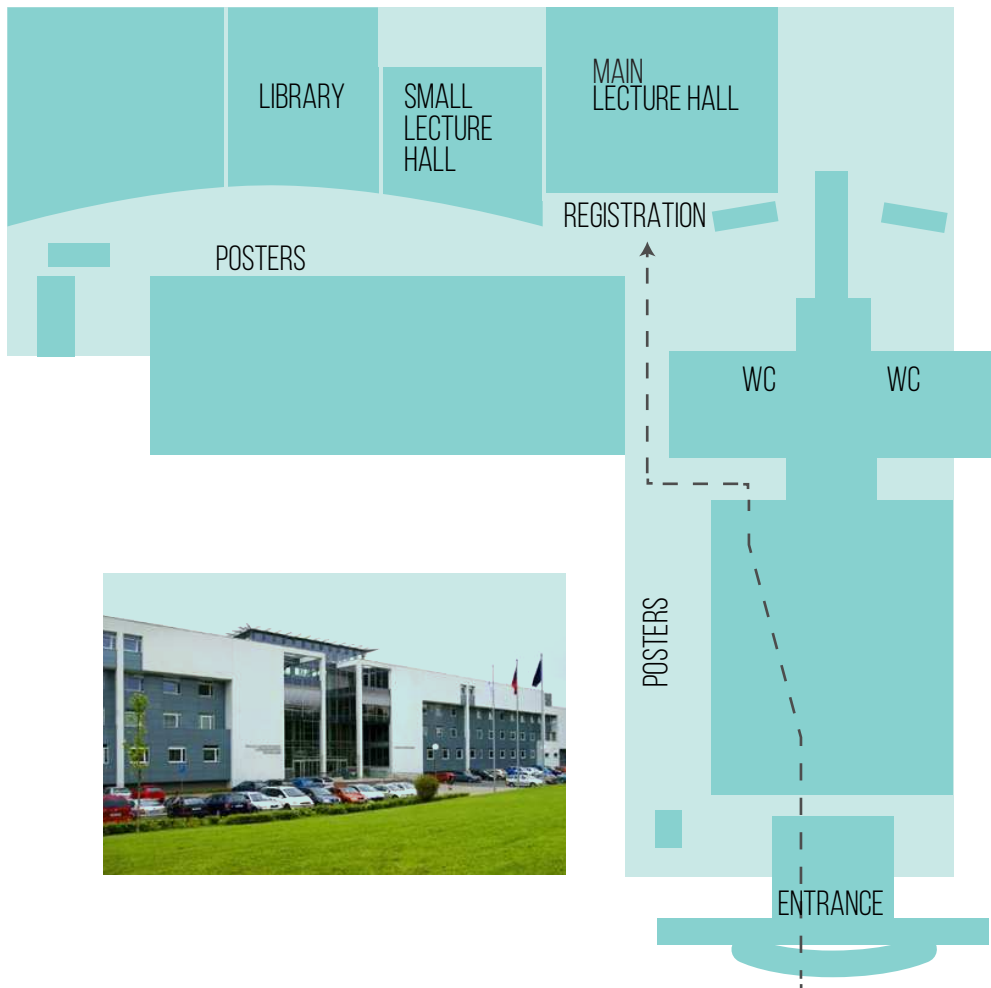 LIBRARY
SMALL
LECTURE
HALL
MAIN
LECTURE HALL
REGISTRATION
POSTERS
WC
WC
POSTERS
ENTRANCE